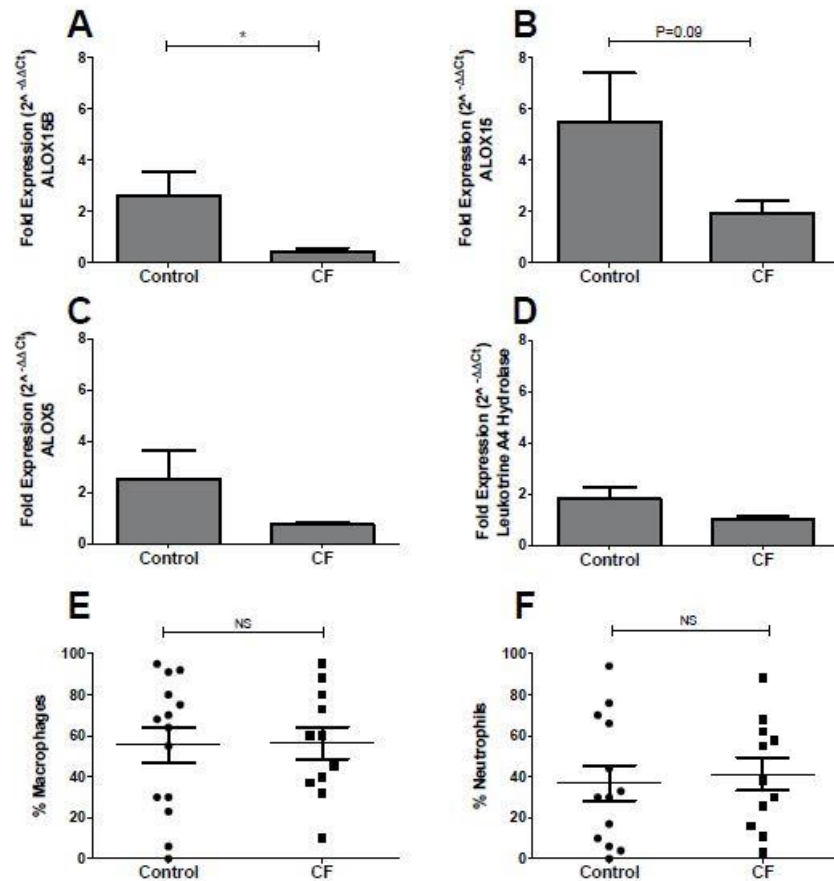 A
*
Fold Expression (2^ -ΔΔCt)
ALOX15B
8
6
4
2
0
Control
CF
B
P=0.09
Fold Expression (2^ -ΔΔCt)
ALOX15
8
6
4
2
0
Control
CF
C
Fold Expression (2^ -ΔΔCt)
ALOX5
8
6
4
2
0
Control
CF
D
Fold Expression (2^ -ΔΔCt)
Leukotrine A4 Hydrolase
8
6
4
2
0
Control
CF
E
NS
% Macrophages
100
80
60
40
20
0
Control
CF
F
NS
% Neutrophils
100
80
60
40
20
0
Control
CF